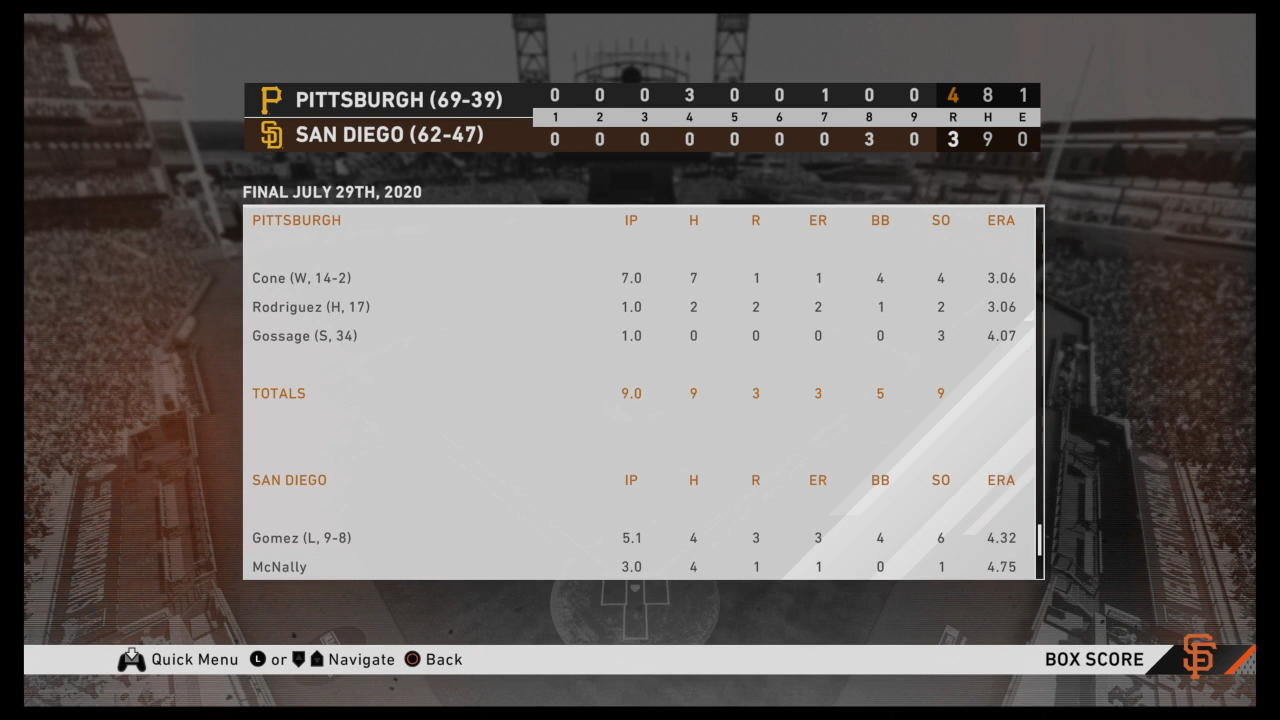 PITTSBURGH (69-39) 0 0 0 3 0 0 1 0 0 4 8 1
1 2 3 4 5 6 7 8 9 R H E
SAN DIEGO (62-47) 0 0 0 0 0 0 0 3 0 3 9 0
FINAL JULY 29TH, 2020
PITTSBURGH IP H R ER BB SO ERA
Cone (W, 14-2) 7.0 7 1 1 4 4 3.06
Rodriguez (H, 17) 1.0 2 2 2 1 2 3.06
Gossage (S, 34) 1.0 0 0 0 0 3 4.07
TOTALS 9.0 9 3 3 5 9
SAN DIEGO IP H R ER BB SO ERA
Gomez (L, 9-8) 5.1 4 3 3 4 6 4.32
McNally 3.0 4 1 1 0 1 4.75
Quick Menu L or Navigate Back
BOX SCORE SF